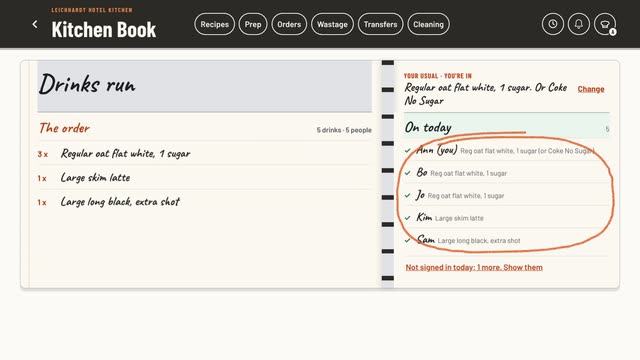 LEICHHARDT HOTEL KITCHEN
Kitchen Book
Recipes
Prep
Orders
Wastage
Transfers
Cleaning
Drinks run
The order
5 drinks · 5 people
3 x Regular oat flat white, 1 sugar
1 x Large skim latte
1 x Large long black, extra shot
YOUR USUAL · YOU'RE IN
Regular oat flat white, 1 sugar. Or Coke
No Sugar
Change
On today
5
Ann (you) Reg oat flat white, 1 sugar (or Coke No Sugar)
Bo Reg oat flat white, 1 sugar
Jo Reg oat flat white, 1 sugar
Kim Large skim latte
Sam Large long black, extra shot
Not signed in today: 1 more. Show them